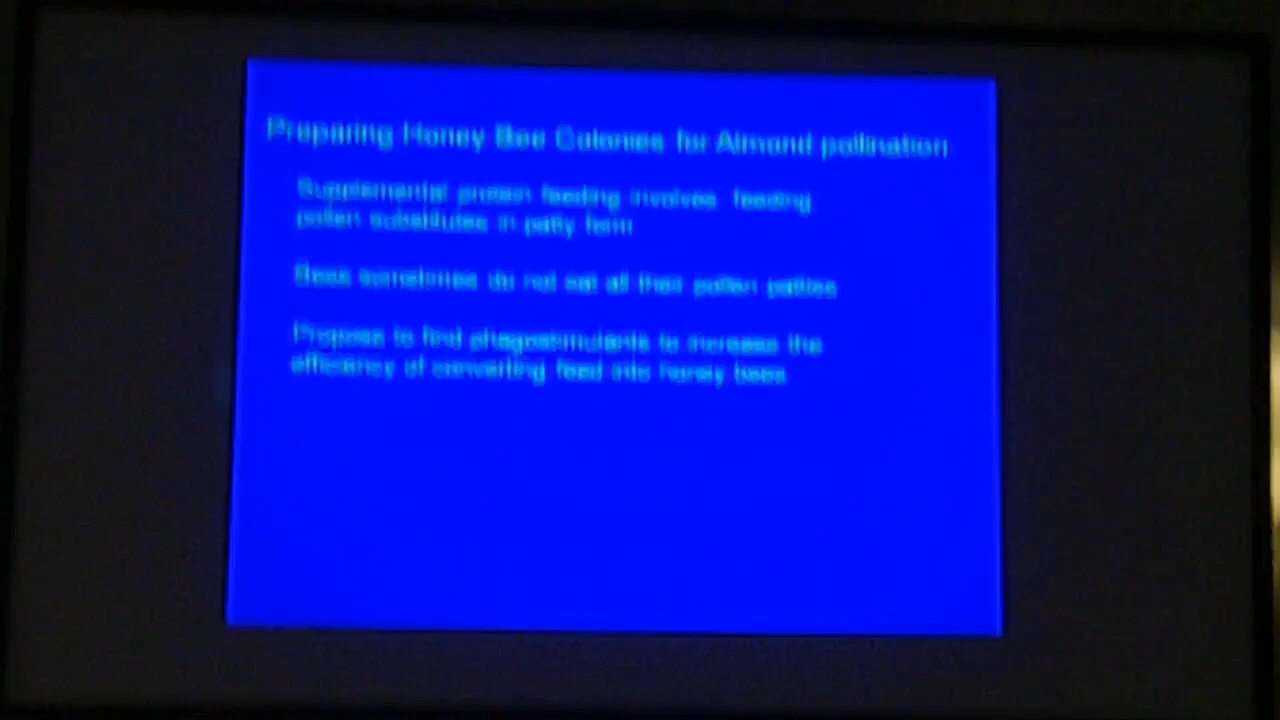 Preparing Honey Bee Colonies for Almond pollination
Supplemental protein feeding involves feeding
pollen substitutes in patty form
Bees sometimes do not eat all their pollen patties
Propose to find phagostimulants to increase the
efficiency of converting feed into honey bees